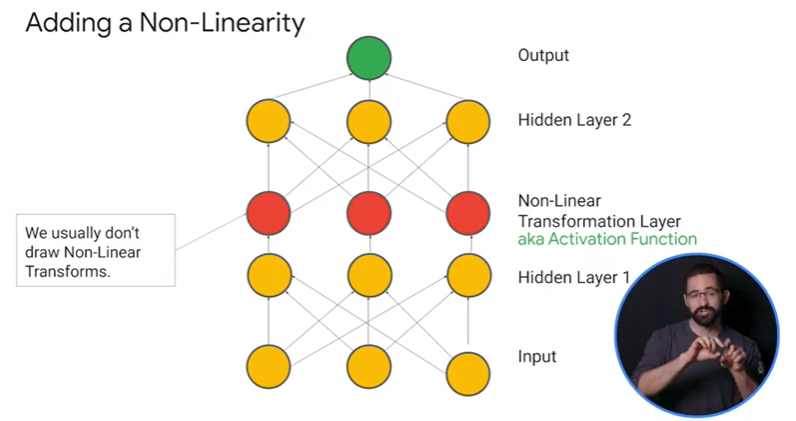 Adding a Non-Linearity
Output
Hidden Layer 2
Non-Linear
Transformation Layer
aka Activation Function
We usually don't
draw Non-Linear
Transforms.
Hidden Layer 1
Input